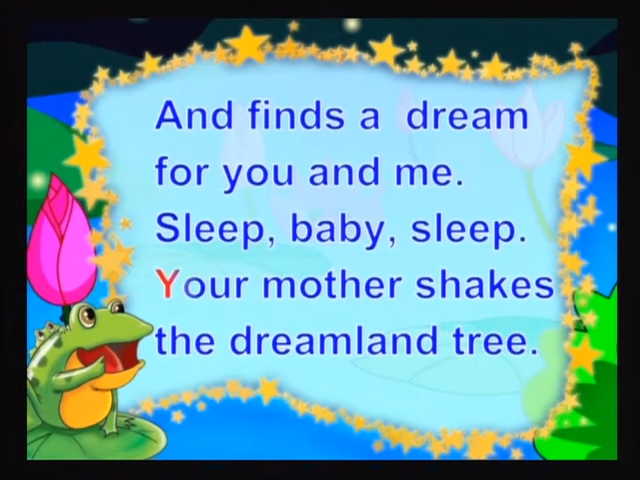 And finds a dream
for you and me.
Sleep, baby, sleep.
Your mother shakes
the dreamland tree.